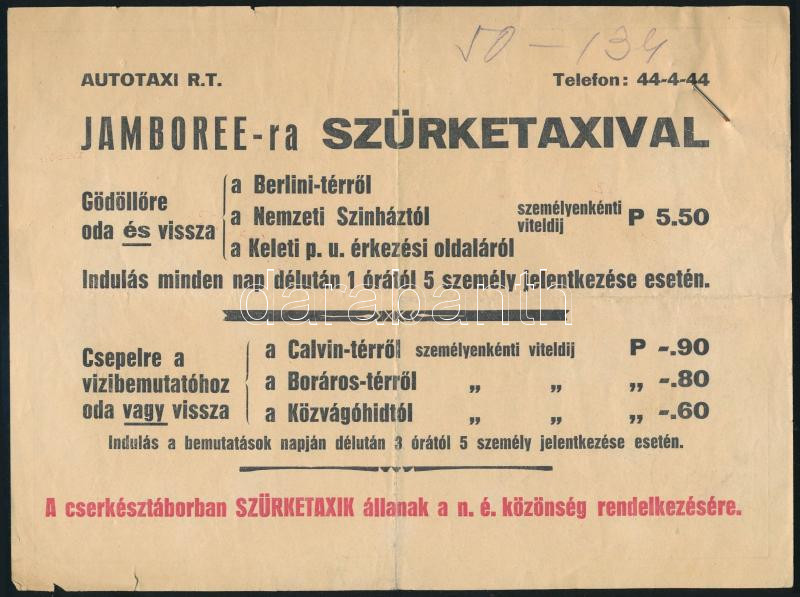 50 - 134
AUTOTAXI R.T. Telefon: 44-4-44
JAMBOREE-ra SZÜRKETAXIVAL
Gödöllőre
oda és vissza
a Berlini-térről
a Nemzeti Szinháztól
a Keleti p. u. érkezési oldaláról
személyenkénti viteldij P 5.50
Indulás minden nap délután 1 órától 5 személy jelentkezése esetén.
darabanth
Csepelre a
vizibemutatóhoz
oda vagy vissza
a Calvin-térről személyenkénti viteldij P -.90
a Boráros-térről „ „ „ -.80
a Közvágóhidtól „ „ „ -.60
Indulás a bemutatások napján délután 3 órától 5 személy jelentkezése esetén.
A cserkésztáborban SZÜRKETAXIK állanak a n. é. közönség rendelkezésére.